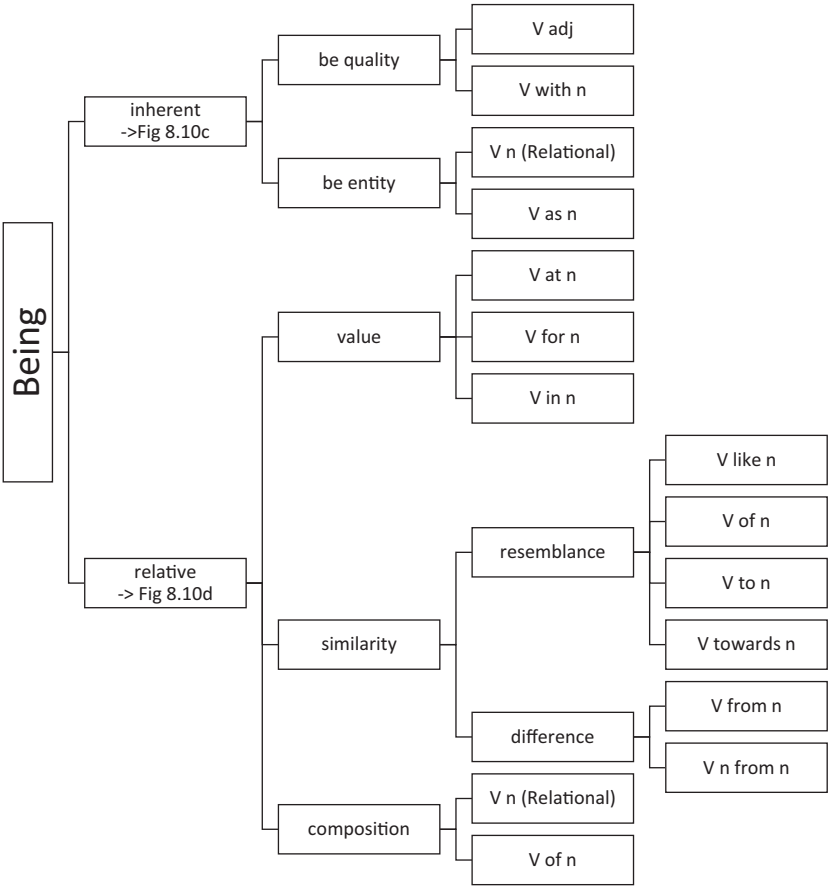 Being
inherent
->Fig 8.10c
be quality
V adj
V with n
be entity
V n (Relational)
V as n
relative
-> Fig 8.10d
value
V at n
V for n
V in n
similarity
resemblance
V like n
V of n
V to n
V towards n
difference
V from n
V n from n
composition
V n (Relational)
V of n